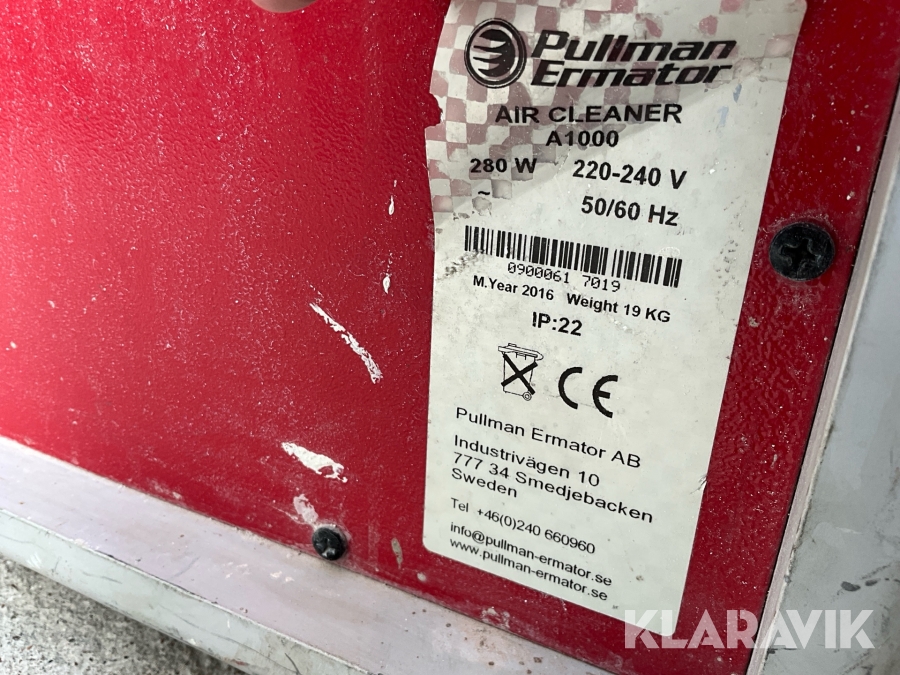 Pullman
Ermator
AIR CLEANER
A1000
280 W 220-240 V
~ 50/60 Hz
0900061 7019
M.Year 2016 Weight 19 KG
IP:22
CE
Pullman Ermator AB
Industrivägen 10
777 34 Smedjebacken
Sweden
Tel +46(0)240 660960
info@pullman-ermator.se
www.pullman-ermator.se
KLARAVIK